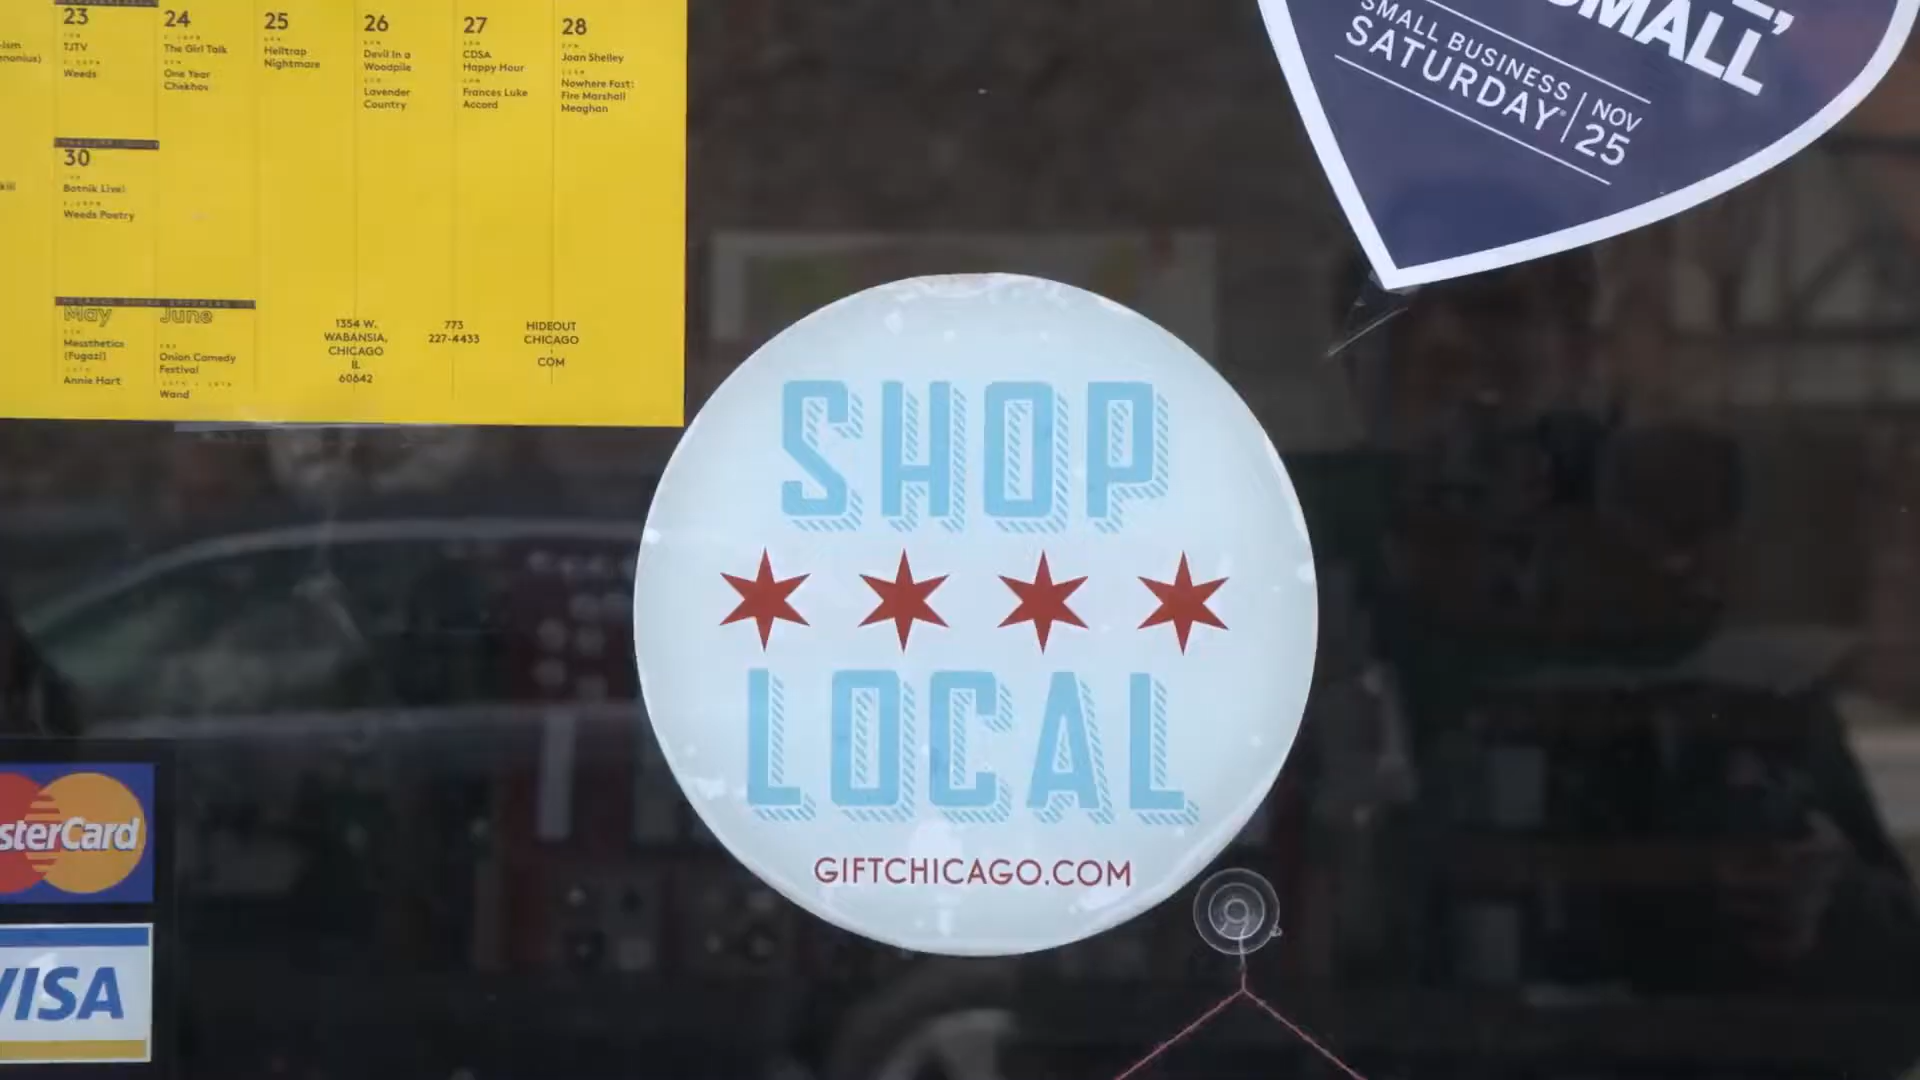 23
TJTV
Weeds
24
The Girl Talk
One Year
Chekhov
25
Helltrap
Nightmare
26
Devil In a
Woodpile
Lavender
Country
27
CDSA
Happy Hour
Frances Luke
Accord
28
Joan Shelley
Nowhere Fast:
Fire Marshall
Meaghan
30
Botnik Live!
Weeds Poetry
May
Messthetics
(Fugazi)
Annie Hart
June
Onion Comedy
Festival
Wand
1354 W.
WABANSIA,
CHICAGO
IL
60642
773
227-4433
HIDEOUT
CHICAGO
.
COM
SMALL
SMALL BUSINESS
SATURDAY
NOV
25
SHOP
LOCAL
GIFTCHICAGO.COM
sterCard
VISA